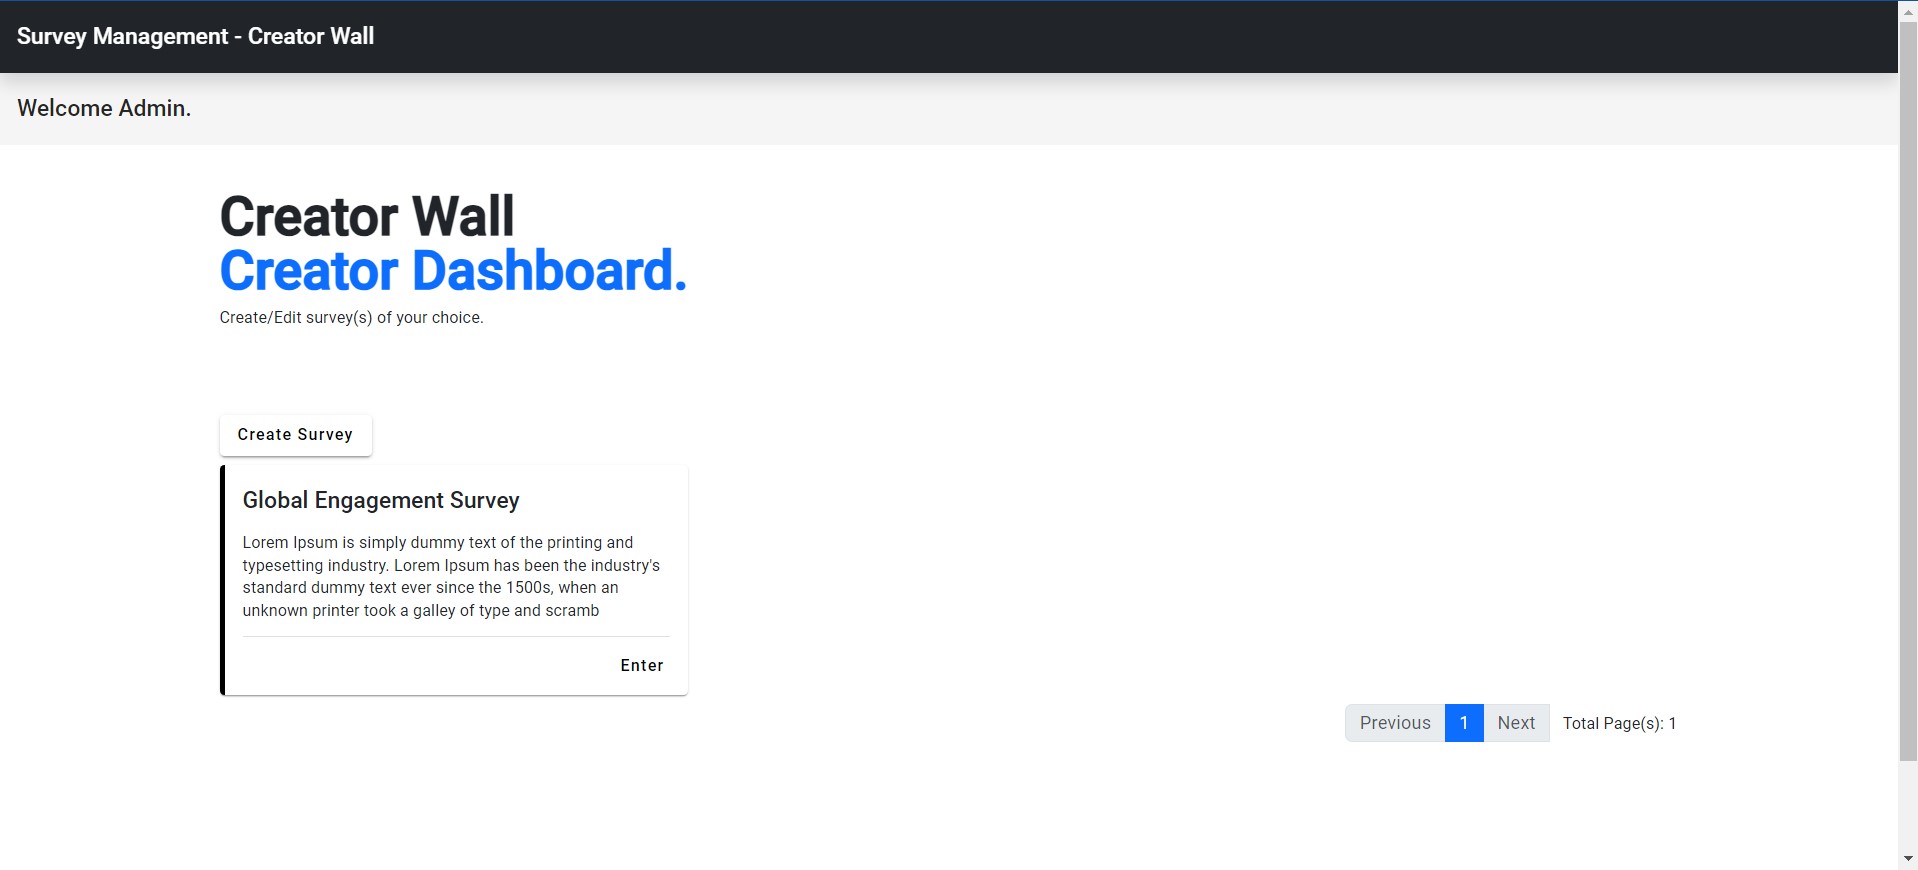 Survey Management - Creator Wall
Welcome Admin.
Creator Wall
Creator Dashboard.
Create/Edit survey(s) of your choice.
Create Survey
Global Engagement Survey
Lorem Ipsum is simply dummy text of the printing and
typesetting industry. Lorem Ipsum has been the industry's
standard dummy text ever since the 1500s, when an
unknown printer took a galley of type and scramb
Enter
Previous 1 Next Total Page(s): 1